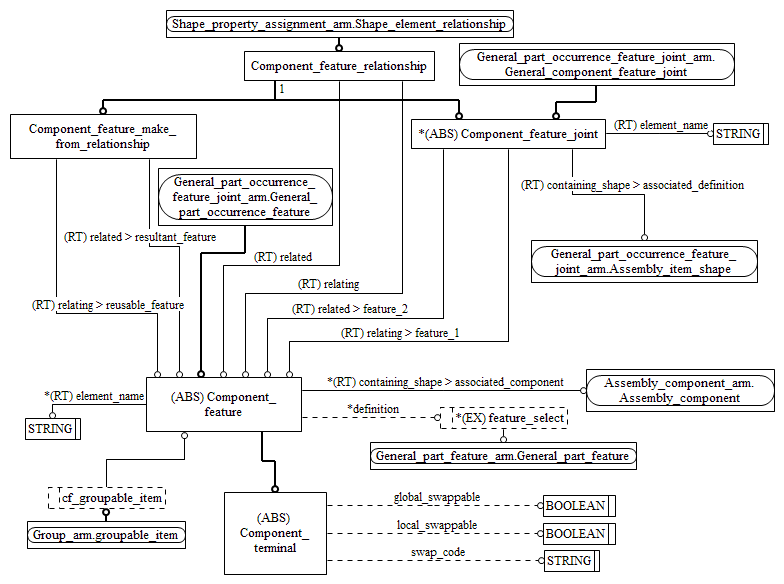 Shape_property_assignment_arm.Shape_element_relationship
Component_feature_relationship
General_part_occurrence_feature_joint_arm.
General_component_feature_joint
1
Component_feature_make_
from_relationship
*(ABS) Component_feature_joint
(RT) element_name
STRING
General_part_occurrence_
feature_joint_arm.General_
part_occurrence_feature
(RT) containing_shape > associated_definition
(RT) related > resultant_feature
(RT) related
General_part_occurrence_feature_
joint_arm.Assembly_item_shape
(RT) relating
(RT) relating > reusable_feature
(RT) related > feature_2
(RT) relating > feature_1
*(RT) element_name
STRING
(ABS) Component_
feature
*(RT) containing_shape > associated_component
Assembly_component_arm.
Assembly_component
*definition
*(EX) feature_select
General_part_feature_arm.General_part_feature
cf_groupable_item
Group_arm.groupable_item
(ABS)
Component_
terminal
global_swappable
BOOLEAN
local_swappable
BOOLEAN
swap_code
STRING